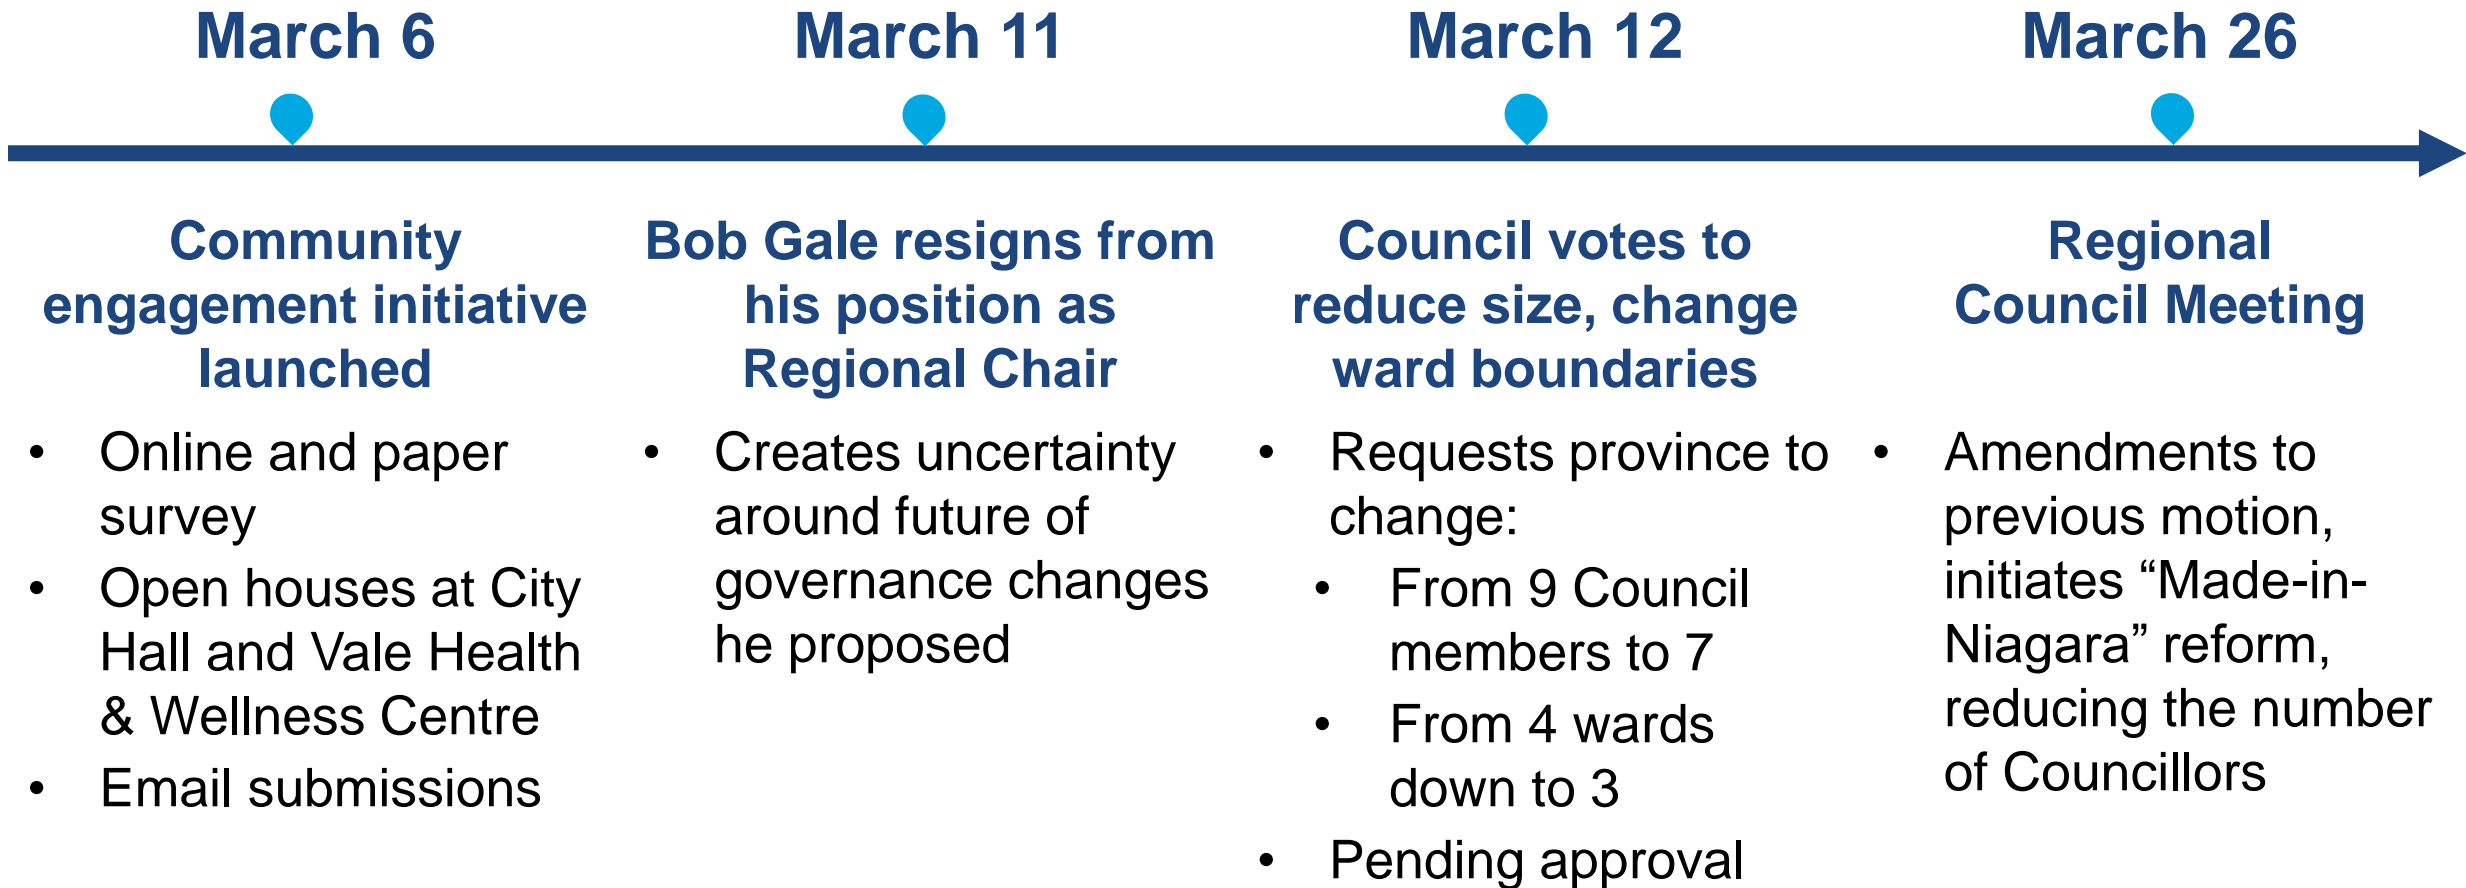 March 6
Community
engagement initiative
launched
• Online and paper
survey
• Open houses at City
Hall and Vale Health
& Wellness Centre
• Email submissions
March 11
Bob Gale resigns from
his position as
Regional Chair
• Creates uncertainty
around future of
governance changes
he proposed
March 12
Council votes to
reduce size, change
ward boundaries
• Requests province to
change:
• From 9 Council
members to 7
• From 4 wards
down to 3
• Pending approval
March 26
Regional
Council Meeting
• Amendments to
previous motion,
initiates “Made-in-
Niagara” reform,
reducing the number
of Councillors